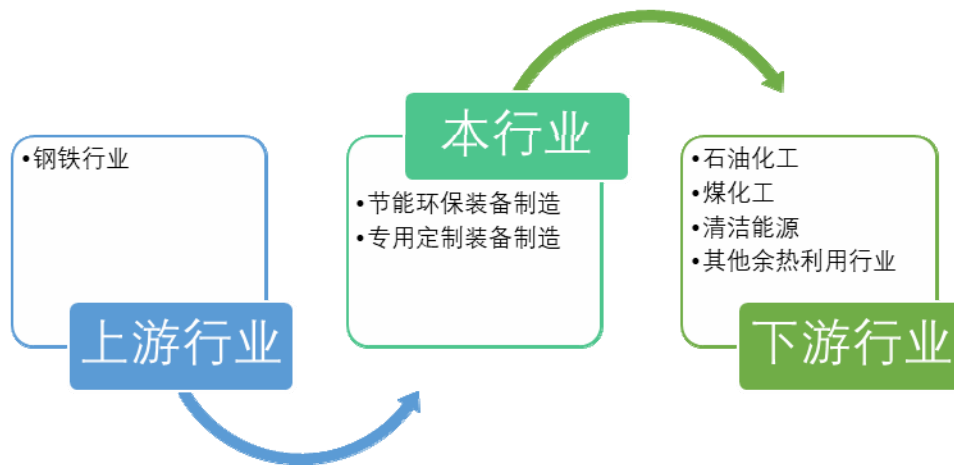 •钢铁行业
上游行业
本行业
•节能环保装备制造
•专用定制装备制造
•石油化工
•煤化工
•清洁能源
•其他余热利用行业
下游行业